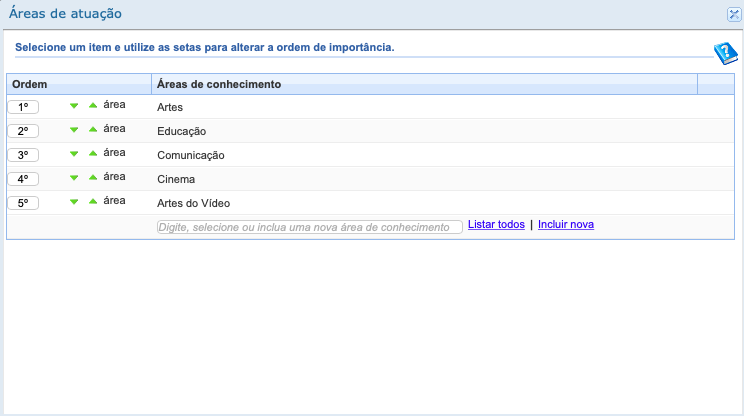 Áreas de atuação
Selecione um item e utilize as setas para alterar a ordem de importância.
Ordem Áreas de conhecimento
1º área Artes
2º área Educação
3º área Comunicação
4º área Cinema
5º área Artes do Vídeo
Digite, selecione ou inclua uma nova área de conhecimento Listar todos | Incluir nova